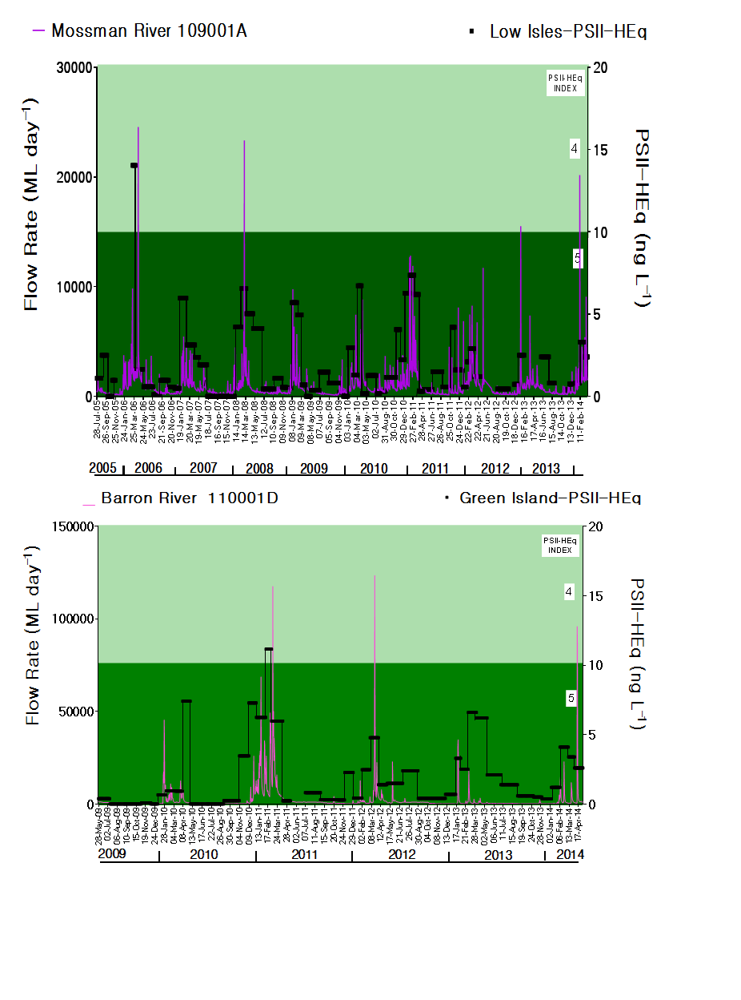 Mossman River 109001A
Low Isles-PSII-HEq
30000
20000
10000
0
Flow Rate (ML day⁻¹)
PSII-HEq
INDEX
4
5
20
15
10
5
0
PSII-HEq (ng L⁻¹)
28-Jul-05
26-Sep-05
25-Nov-05
24-Jan-06
25-Mar-06
24-May-06
23-Jul-06
21-Sep-06
20-Nov-06
19-Jan-07
20-Mar-07
19-May-07
18-Jul-07
16-Sep-07
15-Nov-07
14-Jan-08
14-Mar-08
13-May-08
12-Jul-08
10-Sep-08
09-Nov-08
08-Jan-09
09-Mar-09
08-May-09
07-Jul-09
05-Sep-09
04-Nov-09
03-Jan-10
04-Mar-10
03-May-10
02-Jul-10
31-Aug-10
30-Oct-10
29-Dec-10
27-Feb-11
28-Apr-11
27-Jun-11
26-Aug-11
25-Oct-11
24-Dec-11
22-Feb-12
22-Apr-12
21-Jun-12
20-Aug-12
19-Oct-12
18-Dec-12
16-Feb-13
17-Apr-13
16-Jun-13
15-Aug-13
14-Oct-13
13-Dec-13
11-Feb-14
2005
2006
2007
2008
2009
2010
2011
2012
2013
Barron River 110001D
Green Island-PSII-HEq
150000
100000
50000
0
Flow Rate (ML day⁻¹)
PSII-HEq
INDEX
4
5
20
15
10
5
0
PSII-HEq (ng L⁻¹)
28-May-09
02-Jul-09
06-Aug-09
10-Sep-09
15-Oct-09
19-Nov-09
24-Dec-09
28-Jan-10
04-Mar-10
08-Apr-10
13-May-10
17-Jun-10
22-Jul-10
26-Aug-10
30-Sep-10
04-Nov-10
09-Dec-10
13-Jan-11
17-Feb-11
24-Mar-11
28-Apr-11
02-Jun-11
07-Jul-11
11-Aug-11
15-Sep-11
20-Oct-11
24-Nov-11
29-Dec-11
02-Feb-12
08-Mar-12
12-Apr-12
17-May-12
21-Jun-12
26-Jul-12
30-Aug-12
04-Oct-12
08-Nov-12
13-Dec-12
17-Jan-13
21-Feb-13
28-Mar-13
02-May-13
06-Jun-13
11-Jul-13
15-Aug-13
19-Sep-13
24-Oct-13
28-Nov-13
02-Jan-14
06-Feb-14
13-Mar-14
17-Apr-14
2009
2010
2011
2012
2013
2014